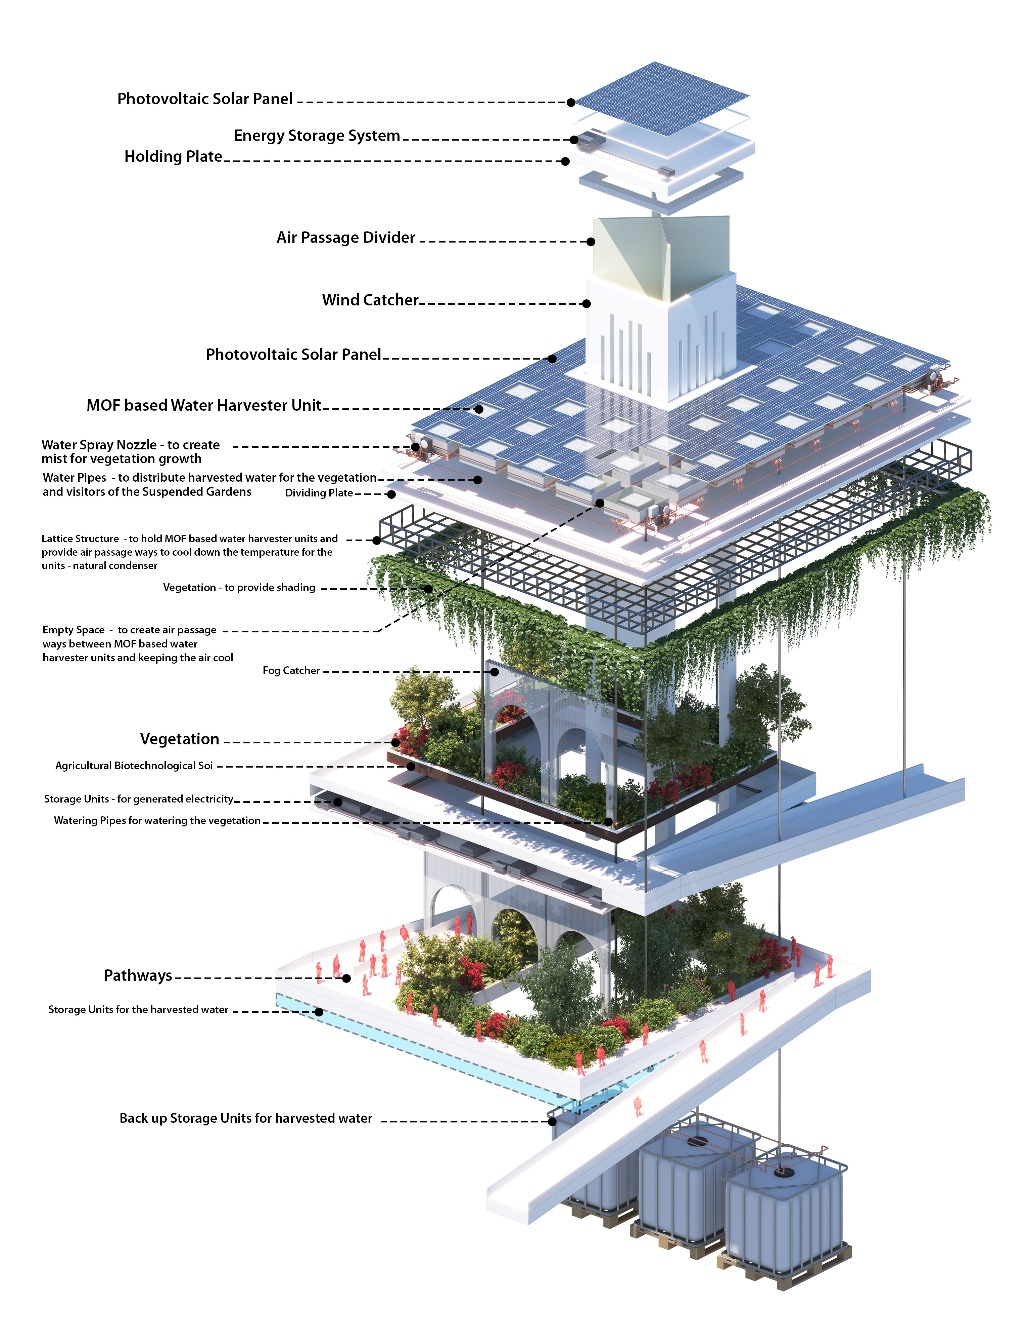 Photovoltaic Solar Panel
Energy Storage System
Holding Plate
Air Passage Divider
Wind Catcher
Photovoltaic Solar Panel
MOF based Water Harvester Unit
Water Spray Nozzle - to create
mist for vegetation growth
Water Pipes - to distribute harvested water for the vegetation
and visitors of the Suspended Gardens
Dividing Plate
Lattice Structure - to hold MOF based water harvester units and
provide air passage ways to cool down the temperature for the
units - natural condenser
Vegetation - to provide shading
Empty Space - to create air passage
ways between MOF based water
harvester units and keeping the air cool
Fog Catcher
Vegetation
Agricultural Biotechnological Soi
Storage Units - for generated electricity
Watering Pipes for watering the vegetation
Pathways
Storage Units for the harvested water
Back up Storage Units for harvested water